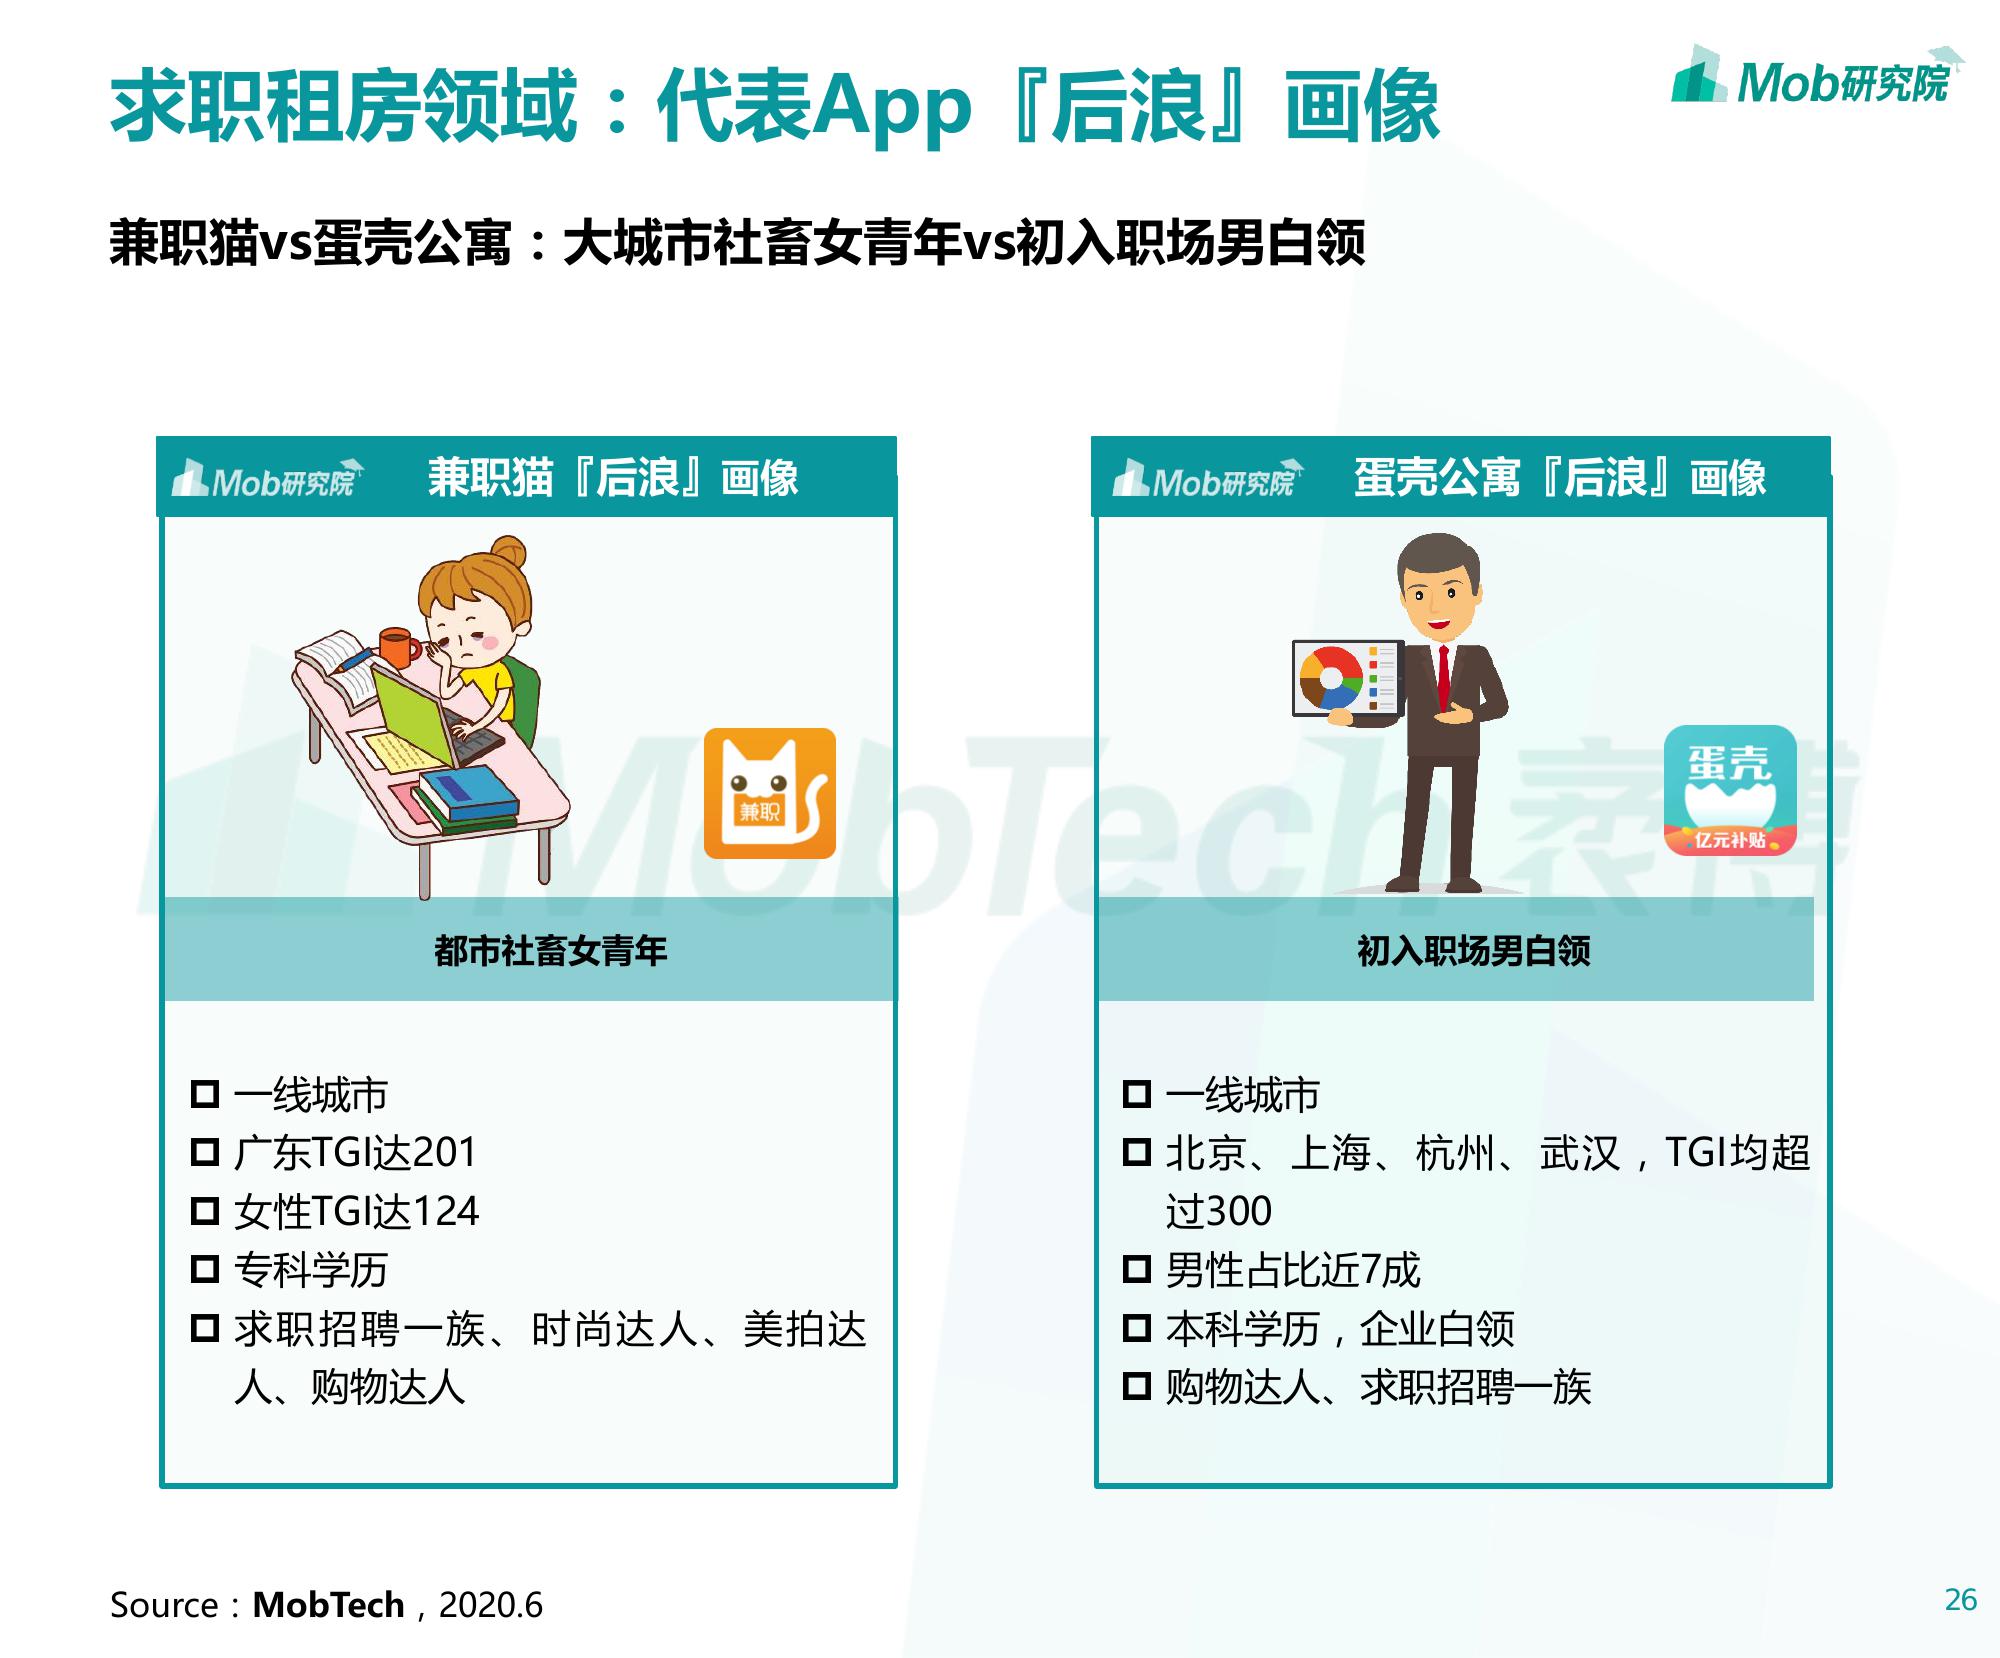 求职租房领域：代表App『后浪』画像
Mob研究院
兼职猫vs蛋壳公寓：大城市社畜女青年vs初入职场男白领
Mob研究院
兼职猫『后浪』画像
兼职
都市社畜女青年
一线城市
广东TGI达201
女性TGI达124
专科学历
求职招聘一族、时尚达人、美拍达
人、购物达人
Mob研究院
蛋壳公寓『后浪』画像
蛋壳
亿元补贴
初入职场男白领
一线城市
北京、上海、杭州、武汉，TGI均超
过300
男性占比近7成
本科学历，企业白领
购物达人、求职招聘一族
MobTech 袤博
Source：MobTech，2020.6
26